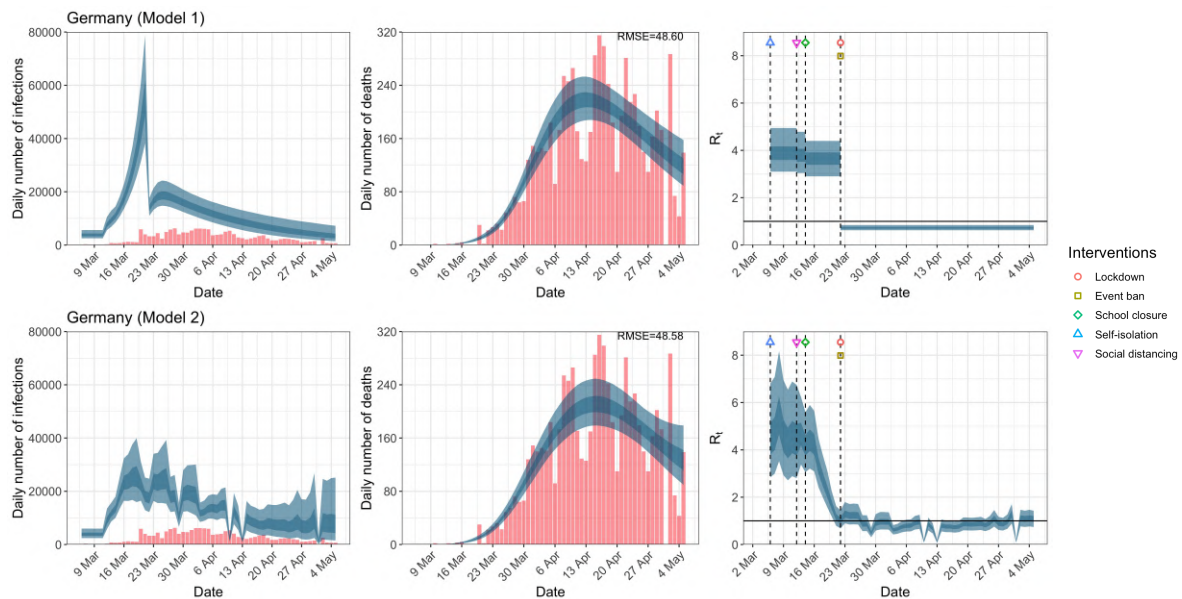 Germany (Model 1)
Daily number of infections
80000
60000
40000
20000
0
9 Mar
16 Mar
23 Mar
30 Mar
6 Apr
13 Apr
20 Apr
27 Apr
4 May
Date
Daily number of deaths
320
240
160
80
0
RMSE=48.60
9 Mar
16 Mar
23 Mar
30 Mar
6 Apr
13 Apr
20 Apr
27 Apr
4 May
Date
Rt
8
6
4
2
0
2 Mar
9 Mar
16 Mar
23 Mar
30 Mar
6 Apr
13 Apr
20 Apr
27 Apr
4 May
Date
Germany (Model 2)
Daily number of infections
80000
60000
40000
20000
0
9 Mar
16 Mar
23 Mar
30 Mar
6 Apr
13 Apr
20 Apr
27 Apr
4 May
Date
Daily number of deaths
320
240
160
80
0
RMSE=48.58
9 Mar
16 Mar
23 Mar
30 Mar
6 Apr
13 Apr
20 Apr
27 Apr
4 May
Date
Rt
8
6
4
2
0
2 Mar
9 Mar
16 Mar
23 Mar
30 Mar
6 Apr
13 Apr
20 Apr
27 Apr
4 May
Date
Interventions
Lockdown
Event ban
School closure
Self-isolation
Social distancing